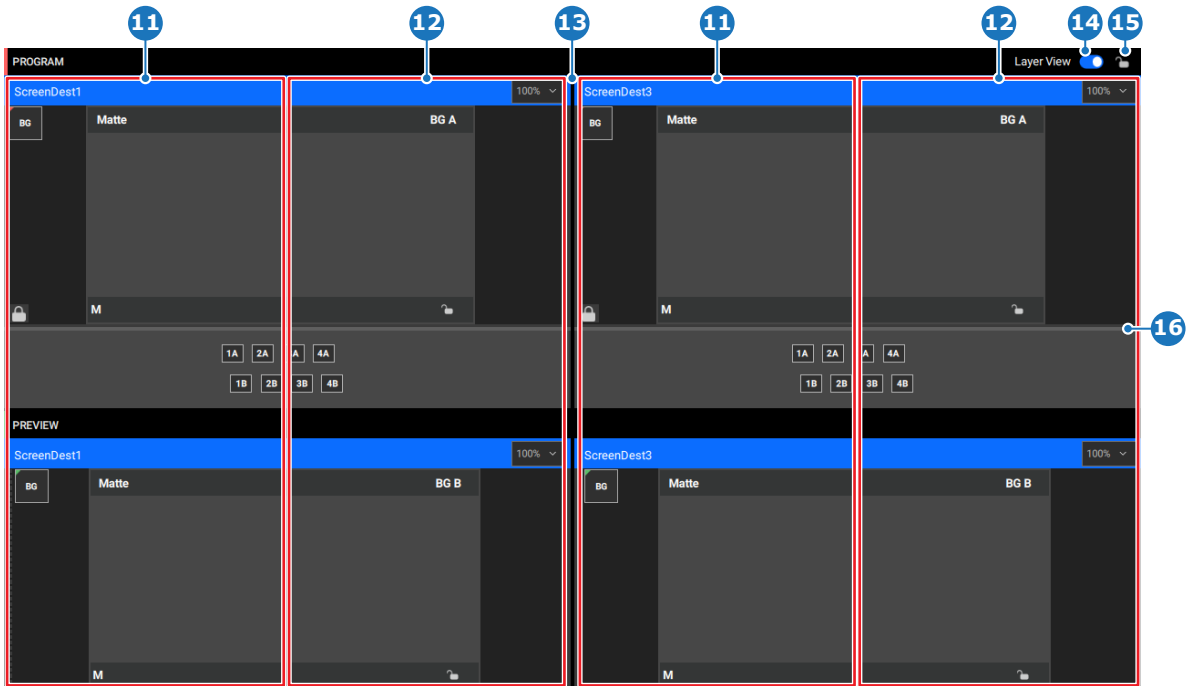 11 12 13 11 12 14 15
PROGRAM Layer View
ScreenDest1 100% ScreenDest3 100%
BG Matte BG A BG Matte BG A
M M
16
1A 2A A 4A 1A 2A A 4A
1B 2B 3B 4B 1B 2B 3B 4B
PREVIEW
ScreenDest1 100% ScreenDest3 100%
BG Matte BG B BG Matte BG B
M M